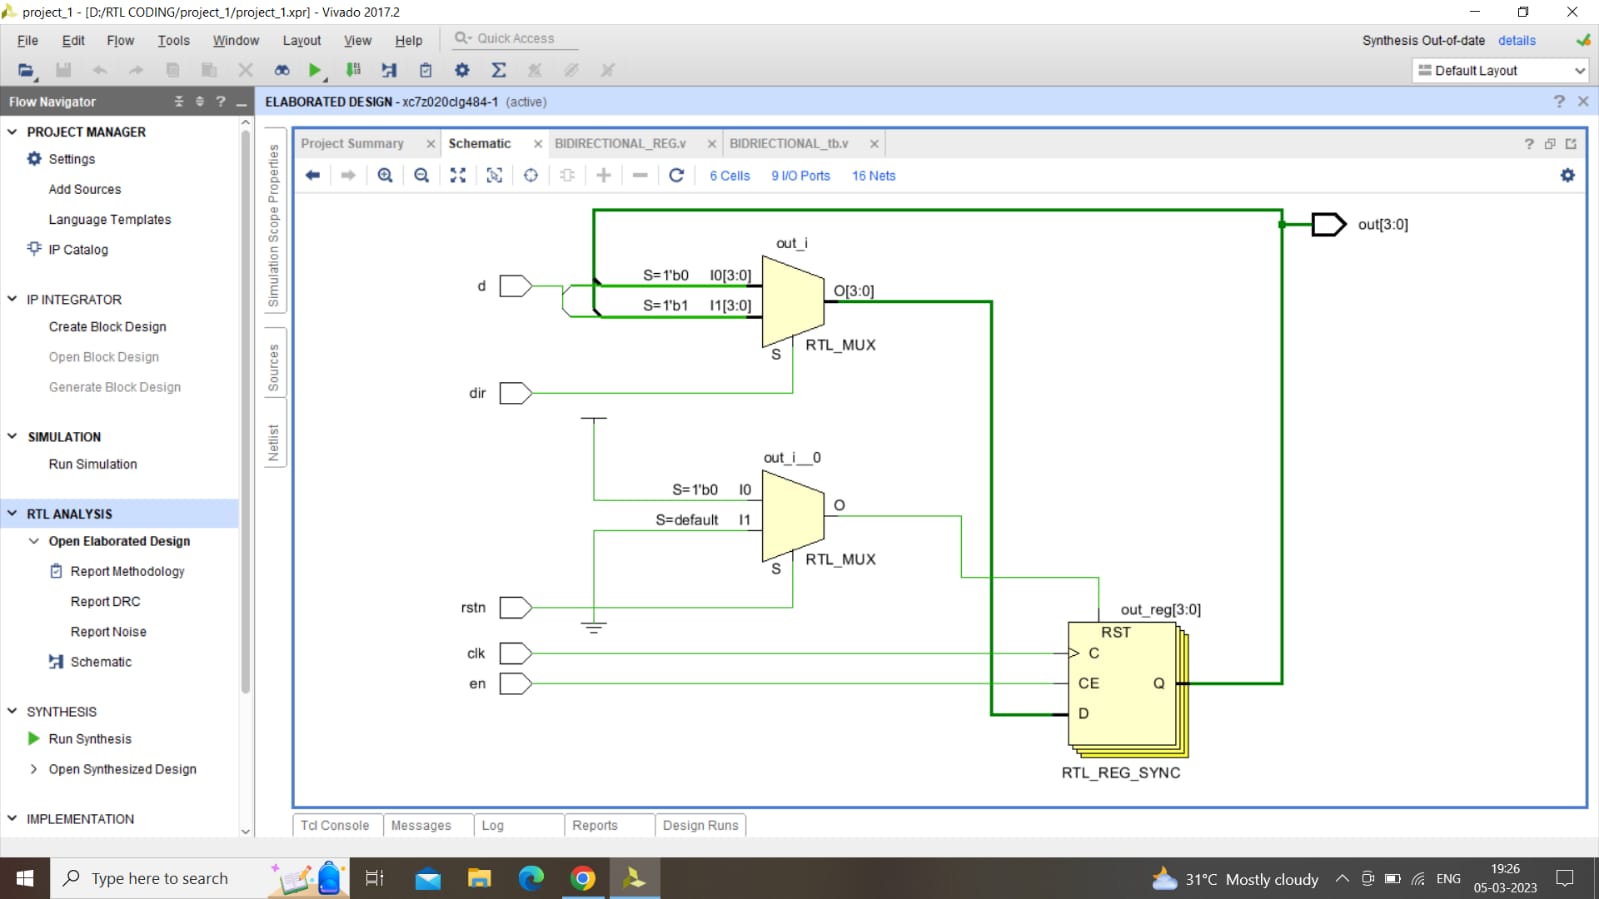 project_1 - [D:/RTL CODING/project_1/project_1.xpr] - Vivado 2017.2
File Edit Flow Tools Window Layout View Help Quick Access
Synthesis Out-of-date details
Default Layout
Flow Navigator
ELABORATED DESIGN - xc7z020clg484-1 (active)
PROJECT MANAGER
Settings
Add Sources
Language Templates
IP Catalog
IP INTEGRATOR
Create Block Design
Open Block Design
Generate Block Design
SIMULATION
Run Simulation
RTL ANALYSIS
Open Elaborated Design
Report Methodology
Report DRC
Report Noise
Schematic
SYNTHESIS
Run Synthesis
Open Synthesized Design
IMPLEMENTATION
Simulation Scope Properties
Sources
Netlist
Project Summary Schematic BIDIRECTIONAL_REG.v BIDRIECTIONAL_tb.v
6 Cells 9 I/O Ports 16 Nets
out[3:0]
out_i
d
S=1'b0 I0[3:0]
O[3:0]
S=1'b1 I1[3:0]
S
RTL_MUX
dir
out_i__0
S=1'b0 I0
O
S=default I1
S
RTL_MUX
rstn
out_reg[3:0]
RST
clk
C
en
CE Q
D
RTL_REG_SYNC
Tcl Console Messages Log Reports Design Runs
Type here to search
31°C Mostly cloudy
ENG
19:26
05-03-2023